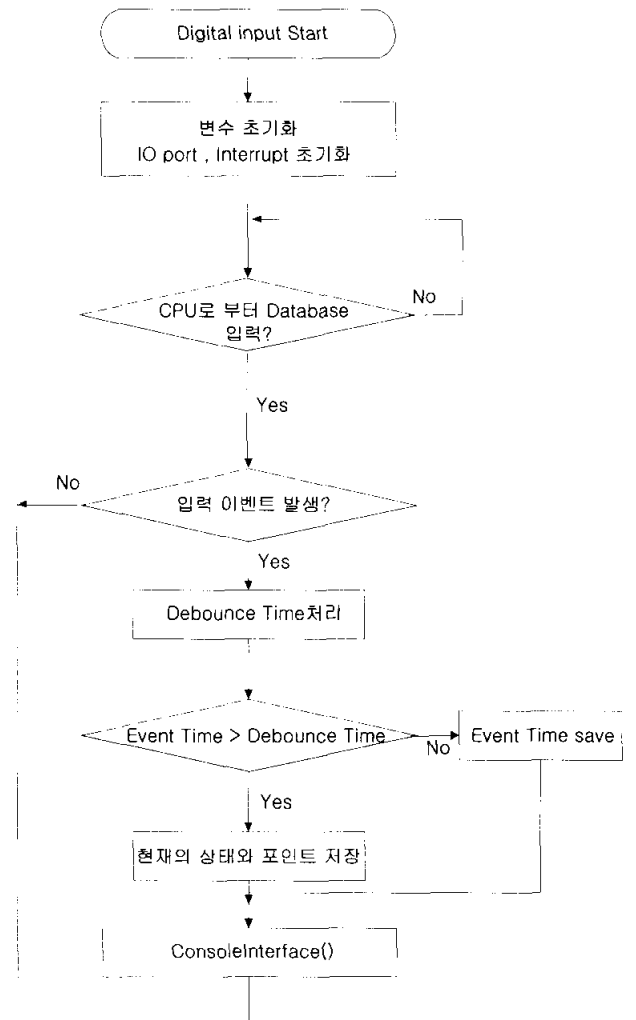 Digital input Start
변수 초기화
IO port , Interrupt 초기화
No
CPU로 부터 Database
입력?
Yes
No
입력 이벤트 발생?
Yes
Debounce Time처리
Event Time > Debounce Time
No
Event Time save
Yes
현재의 상태와 포인트 저장
ConsoleInterface()